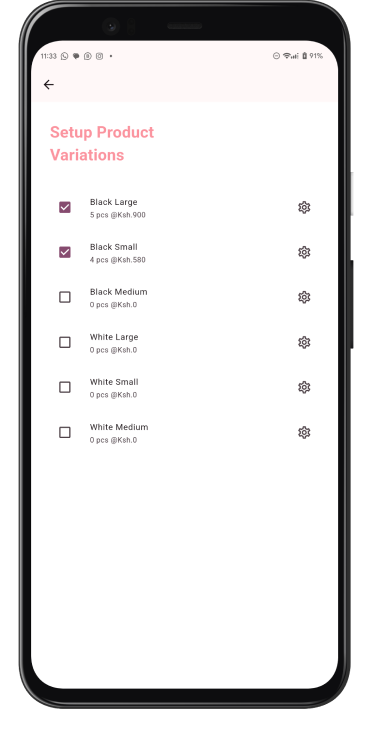 11:33
91%
Setup Product
Variations
Black Large
5 pcs @Ksh.900
Black Small
4 pcs @Ksh.580
Black Medium
0 pcs @Ksh.0
White Large
0 pcs @Ksh.0
White Small
0 pcs @Ksh.0
White Medium
0 pcs @Ksh.0